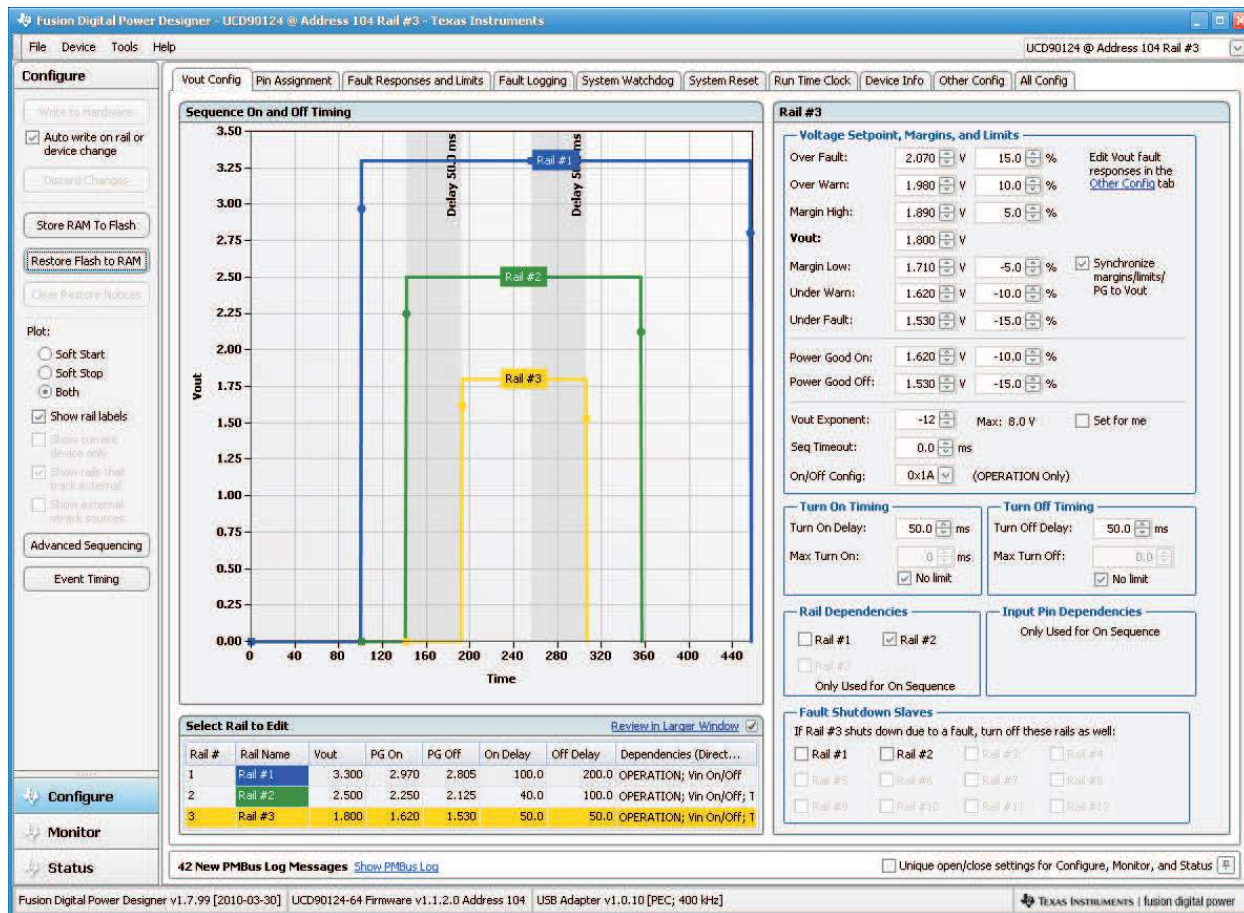 Fusion Digital Power Designer - UCD90124 @ Address 104 Rail #3 - Texas Instruments
File Device Tools Help
UCD90124 @ Address 104 Rail #3
Configure
Write to Hardware
Auto write on rail or
device change
Discard Changes
Store RAM To Flash
Restore Flash to RAM
Clear Restore Notices
Plot:
Soft Start
Soft Stop
Both
Show rail labels
Show current
device only
Show rails that
track external
Show external
vtrack sources
Advanced Sequencing
Event Timing
Configure
Monitor
Status
Vout Config Pin Assignment Fault Responses and Limits Fault Logging System Watchdog System Reset Run Time Clock Device Info Other Config All Config
Sequence On and Off Timing
Vout
3.50
3.25
3.00
2.75
2.50
2.25
2.00
1.75
1.50
1.25
1.00
0.75
0.50
0.25
0.00
0 40 80 120 160 200 240 280 320 360 400 440
Time
Delay 50.0 ms
Rail #1
Rail #2
Rail #3
Select Rail to Edit
Review in Larger Window
Rail # Rail Name Vout PG On PG Off On Delay Off Delay Dependencies (Direct...
1 Rail #1 3.300 2.970 2.805 100.0 200.0 OPERATION; Vin On/Off
2 Rail #2 2.500 2.250 2.125 40.0 100.0 OPERATION; Vin On/Off; T
3 Rail #3 1.800 1.620 1.530 50.0 50.0 OPERATION; Vin On/Off; T
Rail #3
Voltage Setpoint, Margins, and Limits
Over Fault: 2.070 V 15.0 %
Over Warn: 1.980 V 10.0 %
Margin High: 1.890 V 5.0 %
Vout: 1.800 V
Margin Low: 1.710 V -5.0 %
Under Warn: 1.620 V -10.0 %
Under Fault: 1.530 V -15.0 %
Edit Vout fault
responses in the
Other Config tab
Synchronize
margins/limits/
PG to Vout
Power Good On: 1.620 V -10.0 %
Power Good Off: 1.530 V -15.0 %
Vout Exponent: -12 Max: 8.0 V Set for me
Seq Timeout: 0.0 ms
On/Off Config: 0x1A (OPERATION Only)
Turn On Timing
Turn On Delay: 50.0 ms
Max Turn On: 0 ms
No limit
Turn Off Timing
Turn Off Delay: 50.0 ms
Max Turn Off: 0.0
No limit
Rail Dependencies
Rail #1 Rail #2
Rail #3
Only Used for On Sequence
Input Pin Dependencies
Only Used for On Sequence
Fault Shutdown Slaves
If Rail #3 shuts down due to a fault, turn off these rails as well:
Rail #1 Rail #2 Rail #3 Rail #4
Rail #5 Rail #6 Rail #7 Rail #8
Rail #9 Rail #10 Rail #11 Rail #12
42 New PMBus Log Messages Show PMBus Log
Unique open/close settings for Configure, Monitor, and Status
Fusion Digital Power Designer v1.7.99 [2010-03-30] UCD90124-64 Firmware v1.1.2.0 Address 104 USB Adapter v1.0.10 [PEC; 400 kHz]
TEXAS INSTRUMENTS | fusion digital power